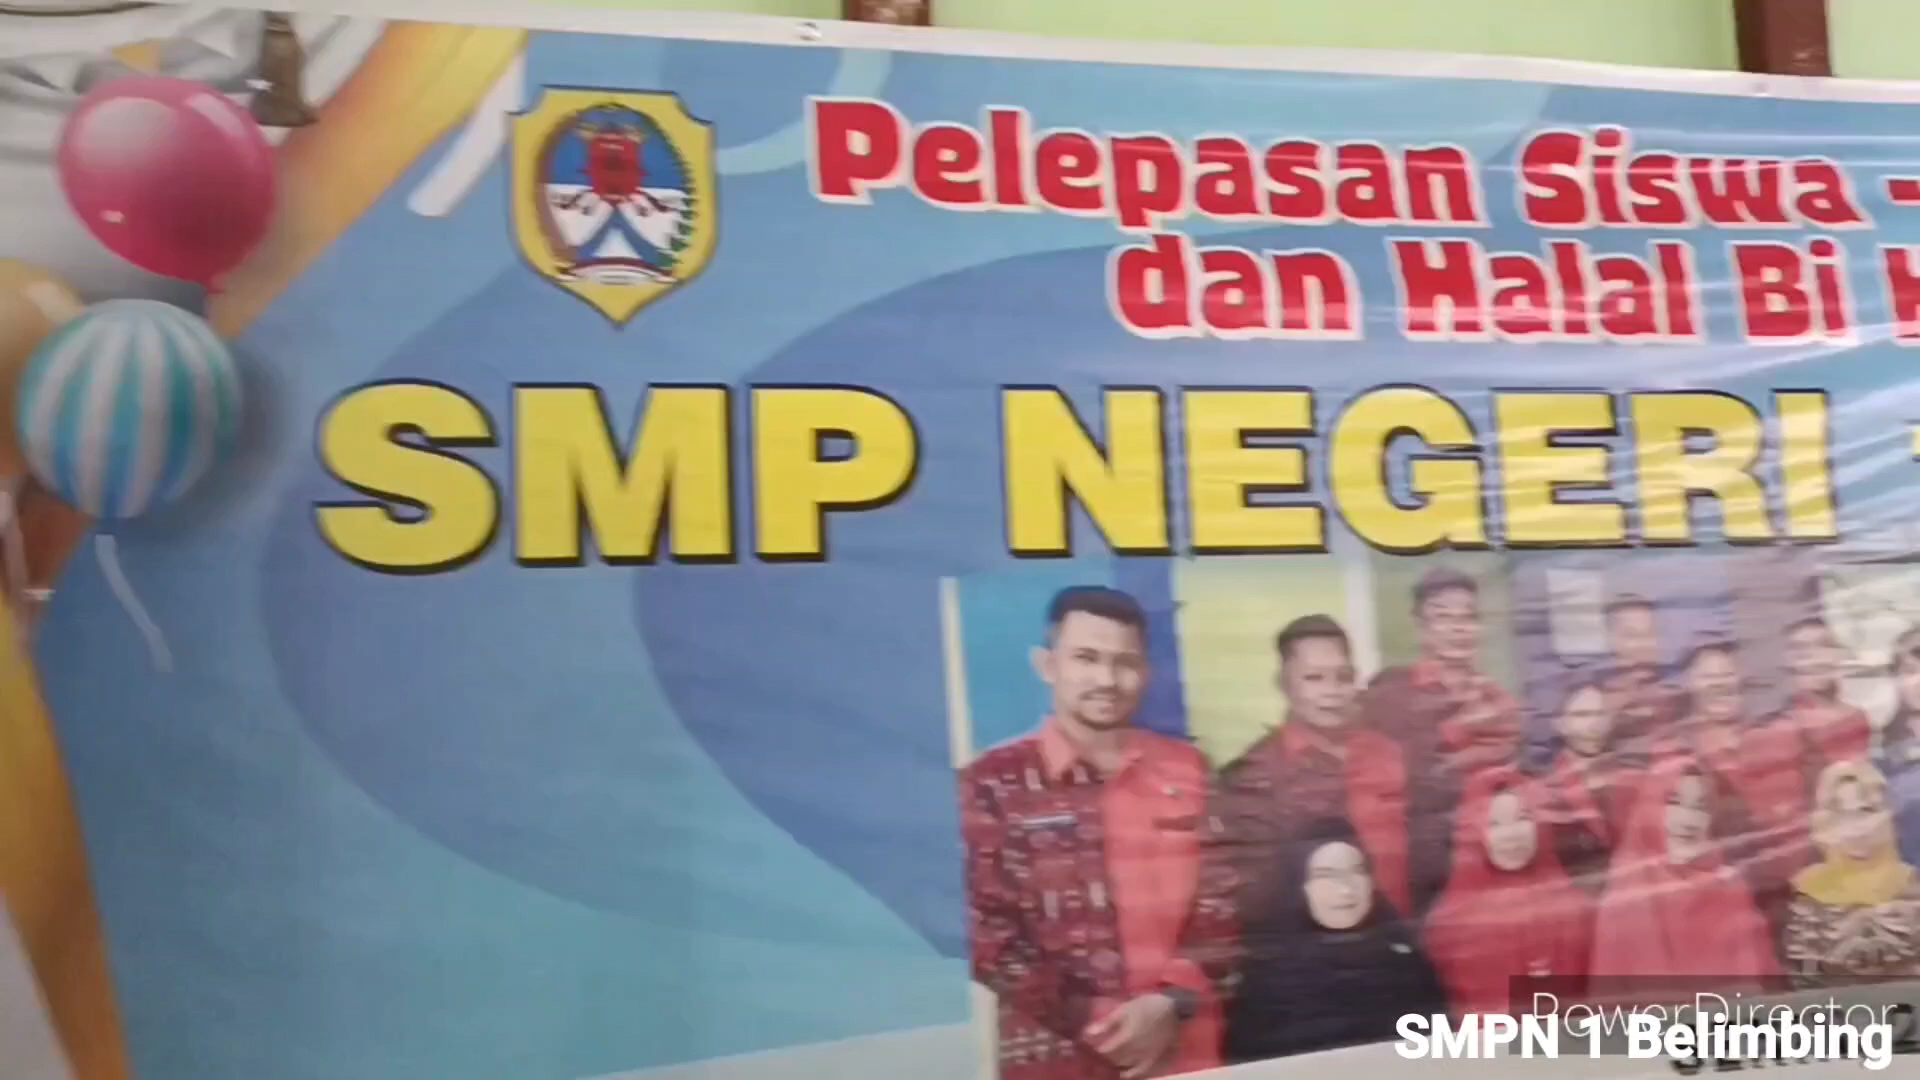 Pelepasan Siswa -
dan Halal Bi H
SMP NEGERI
PowerDirector
SMPN 1 Belimbing